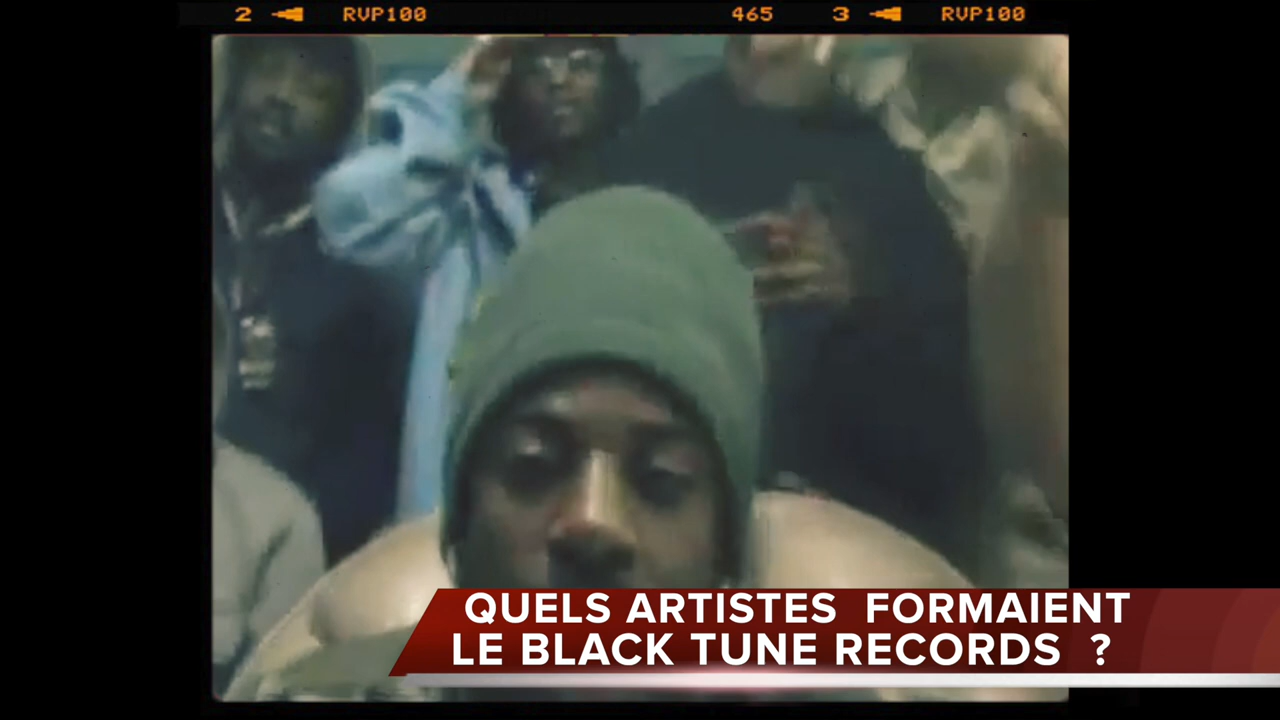 2 RVP100 465 3 RVP100
QUELS ARTISTES FORMAIENT
LE BLACK TUNE RECORDS ?